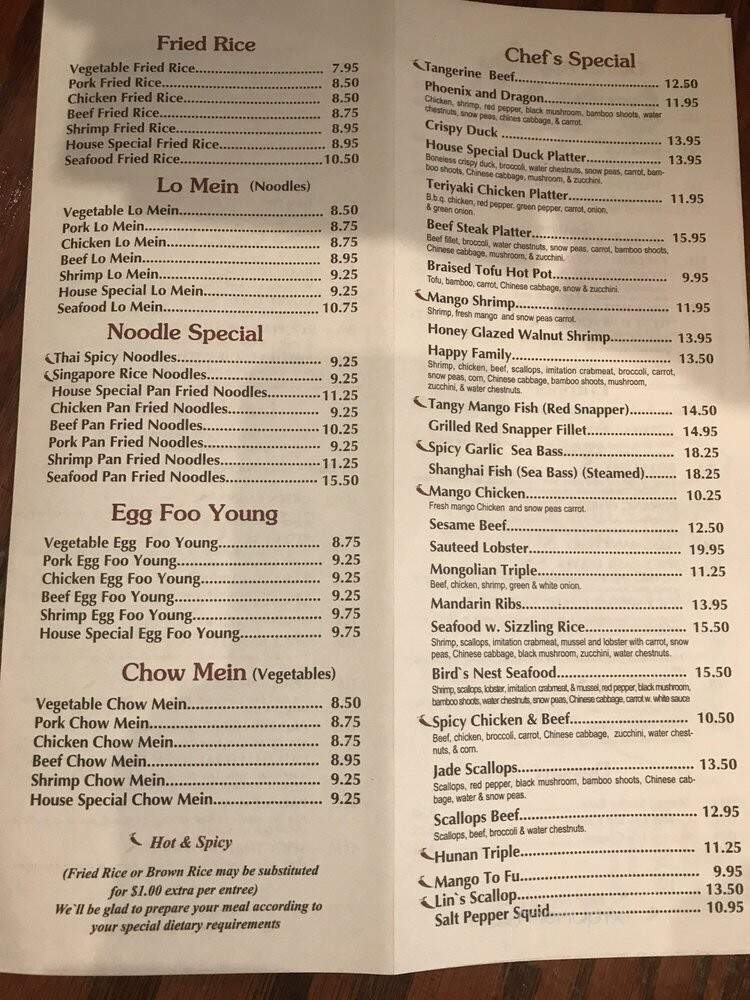 Fried Rice
Vegetable Fried Rice.......................... 7.95
Pork Fried Rice.................................. 8.50
Chicken Fried Rice............................. 8.50
Beef Fried Rice.................................. 8.75
Shrimp Fried Rice.............................. 8.95
House Special Fried Rice..................... 8.95
Seafood Fried Rice.............................10.50
Lo Mein (Noodles)
Vegetable Lo Mein............................. 8.50
Pork Lo Mein..................................... 8.75
Chicken Lo Mein................................ 8.75
Beef Lo Mein..................................... 8.95
Shrimp Lo Mein................................. 9.25
House Special Lo Mein........................ 9.25
Seafood Lo Mein................................ 10.75
Noodle Special
Thai Spicy Noodles............................. 9.25
Singapore Rice Noodles....................... 9.25
House Special Pan Fried Noodles............11.25
Chicken Pan Fried Noodles................... 9.25
Beef Pan Fried Noodles........................ 10.25
Pork Pan Fried Noodles........................ 9.25
Shrimp Pan Fried Noodles.....................11.25
Seafood Pan Fried Noodles................... 15.50
Egg Foo Young
Vegetable Egg Foo Young..................... 8.75
Pork Egg Foo Young............................ 9.25
Chicken Egg Foo Young........................ 9.25
Beef Egg Foo Young............................. 9.25
Shrimp Egg Foo Young......................... 9.75
House Special Egg Foo Young................ 9.75
Chow Mein (Vegetables)
Vegetable Chow Mein.......................... 8.50
Pork Chow Mein................................. 8.75
Chicken Chow Mein............................. 8.75
Beef Chow Mein.................................. 8.95
Shrimp Chow Mein.............................. 9.25
House Special Chow Mein..................... 9.25
Hot & Spicy
(Fried Rice or Brown Rice may be substituted
for $1.00 extra per entree)
We`ll be glad to prepare your meal according to
your special dietary requirements
Chef`s Special
Tangerine Beef................................... 12.50
Phoenix and Dragon............................ 11.95
Chicken, shrimp, red pepper, black mushroom, bamboo shoots, water
chestnuts, snow peas, chines cabbage, & carrot.
Crispy Duck ...................................... 13.95
House Special Duck Platter................... 13.95
Boneless crispy duck, broccoli, water chestnuts, snow peas, carrot, bam-
boo shoots, Chinese cabbage, mushroom, & zucchini.
Teriyaki Chicken Platter....................... 11.95
B.b.q. chicken, red pepper, green pepper, carrot, onion,
& green onion.
Beef Steak Platter............................... 15.95
Beef fillet, broccoli, water chestnuts, snow peas, carrot, bamboo shoots,
Chinese cabbage, mushroom, & zucchini.
Braised Tofu Hot Pot........................... 9.95
Tofu, bamboo, carrot, Chinese cabbage, snow & zucchini.
Mango Shrimp................................... 11.95
Shrimp, fresh mango and snow peas carrot.
Honey Glazed Walnut Shrimp............... 13.95
Happy Family.................................... 13.50
Shrimp, chicken, beef, scallops, imitation crabmeat, broccoli, carrot,
snow peas, corn, Chinese cabbage, bamboo shoots, mushroom,
zucchini, & water chestnuts.
Tangy Mango Fish (Red Snapper)........... 14.50
Grilled Red Snapper Fillet.................... 14.95
Spicy Garlic Sea Bass.......................... 18.25
Shanghai Fish (Sea Bass) (Steamed)........ 18.25
Mango Chicken.................................. 10.25
Fresh mango Chicken and snow peas carrot.
Sesame Beef...................................... 12.50
Sauteed Lobster.................................. 19.95
Mongolian Triple................................ 11.25
Beef, chicken, shrimp, green & white onion.
Mandarin Ribs.................................... 13.95
Seafood w. Sizzling Rice...................... 15.50
Shrimp, scallops, imitation crabmeat, mussel and lobster with carrot, snow
peas, Chinese cabbage, black mushroom, zucchini, water chestnuts.
Bird`s Nest Seafood............................ 15.50
Shrimp, scallops, lobster, imitation crabmeat, & mussel, red pepper, black mushroom,
bamboo shoots, water chestnuts, snow peas, Chinese cabbage, carrot w. white sauce
Spicy Chicken & Beef.......................... 10.50
Beef, chicken, broccoli, carrot, Chinese cabbage, zucchini, water chest-
nuts, & corn.
Jade Scallops..................................... 13.50
Scallops, red pepper, black mushroom, bamboo shoots, Chinese cab-
bage, water & snow peas.
Scallops Beef..................................... 12.95
Scallops, beef, broccoli & water chestnuts.
Hunan Triple..................................... 11.25
Mango To Fu..................................... 9.95
Lin`s Scallop...................................... 13.50
Salt Pepper Squid............................... 10.95